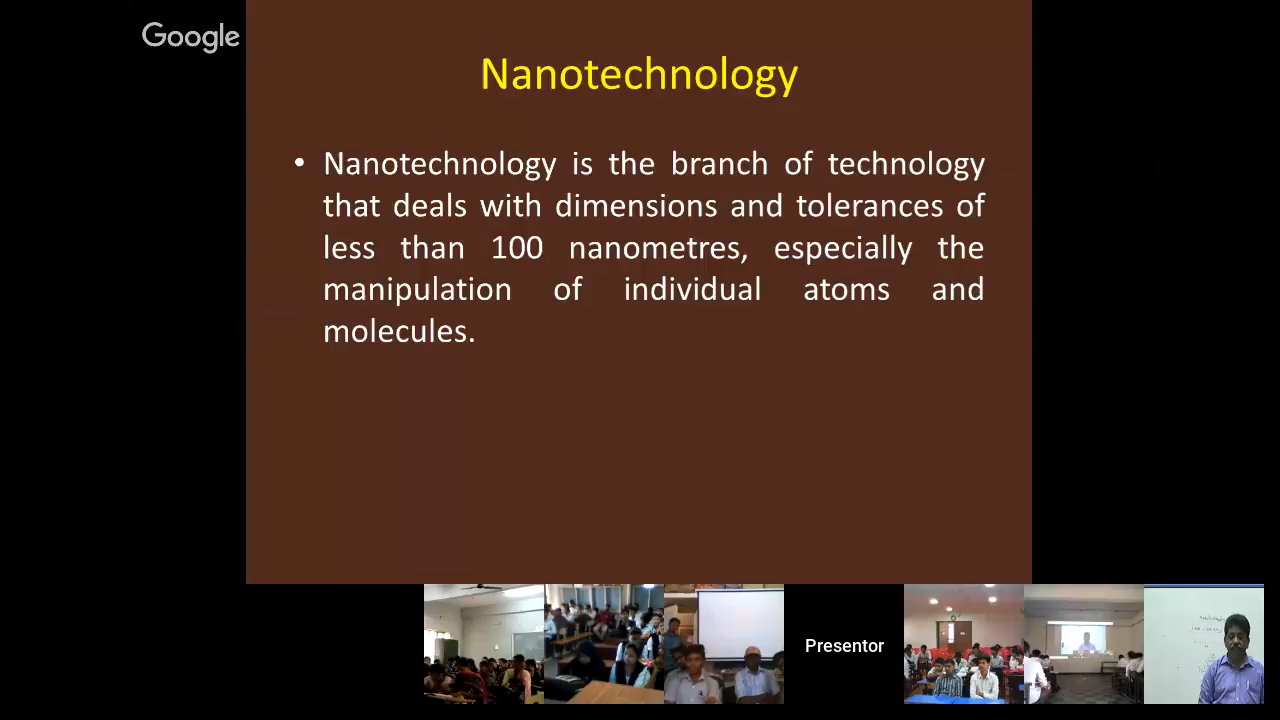 Google
Nanotechnology
• Nanotechnology is the branch of technology
that deals with dimensions and tolerances of
less than 100 nanometres, especially the
manipulation of individual atoms and
molecules.
Presentor